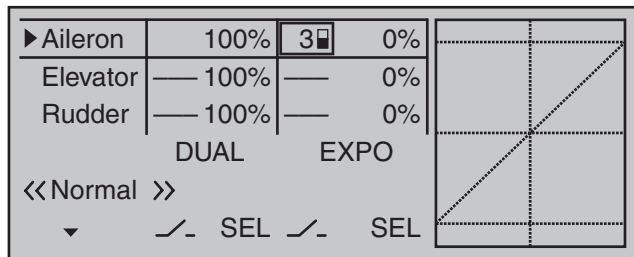 Aileron 100% 3 0%
Elevator ––– 100% ––– 0%
Rudder ––– 100% ––– 0%
DUAL EXPO
«Normal »
SEL SEL